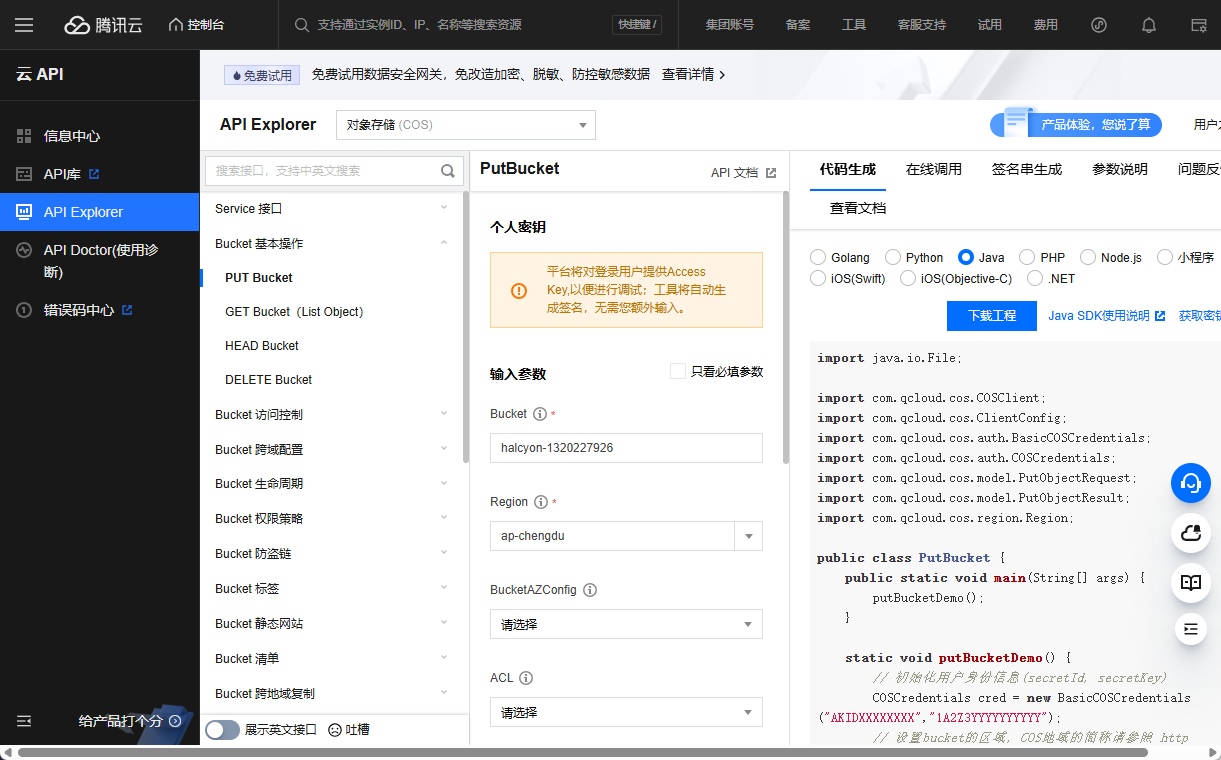 腾讯云
控制台
支持通过实例ID、IP、名称等搜索资源
快捷键 /
集团账号
备案
工具
客服支持
试用
费用
云 API
信息中心
API库
API Explorer
API Doctor(使用诊
断)
错误码中心
给产品打个分
免费试用
免费试用数据安全网关，免改造加密、脱敏、防控敏感数据
查看详情
API Explorer
对象存储 (COS)
产品体验，您说了算
用户
搜索接口，支持中英文搜索
Service 接口
Bucket 基本操作
PUT Bucket
GET Bucket（List Object）
HEAD Bucket
DELETE Bucket
Bucket 访问控制
Bucket 跨域配置
Bucket 生命周期
Bucket 权限策略
Bucket 防盗链
Bucket 标签
Bucket 静态网站
Bucket 清单
Bucket 跨地域复制
展示英文接口
吐槽
PutBucket
API 文档
个人密钥
平台将对登录用户提供Access
Key,以便进行调试；工具将自动生
成签名，无需您额外输入。
输入参数
只看必填参数
Bucket *
halcyon-1320227926
Region *
ap-chengdu
BucketAZConfig
请选择
ACL
请选择
代码生成
在线调用
签名串生成
参数说明
问题反
查看文档
Golang
Python
Java
PHP
Node.js
小程序
iOS(Swift)
iOS(Objective-C)
.NET
下载工程
Java SDK使用说明
获取密钥
import java.io.File;
import com.qcloud.cos.COSClient;
import com.qcloud.cos.ClientConfig;
import com.qcloud.cos.auth.BasicCOSCredentials;
import com.qcloud.cos.auth.COSCredentials;
import com.qcloud.cos.model.PutObjectRequest;
import com.qcloud.cos.model.PutObjectResult;
import com.qcloud.cos.region.Region;
public class PutBucket {
public static void main(String[] args) {
putBucketDemo();
}
static void putBucketDemo() {
// 初始化用户身份信息(secretId, secretKey)
COSCredentials cred = new BasicCOSCredentials
("AKIDXXXXXXXX","1A2Z3YYYYYYYYYY");
// 设置bucket的区域, COS地域的简称请参照 http